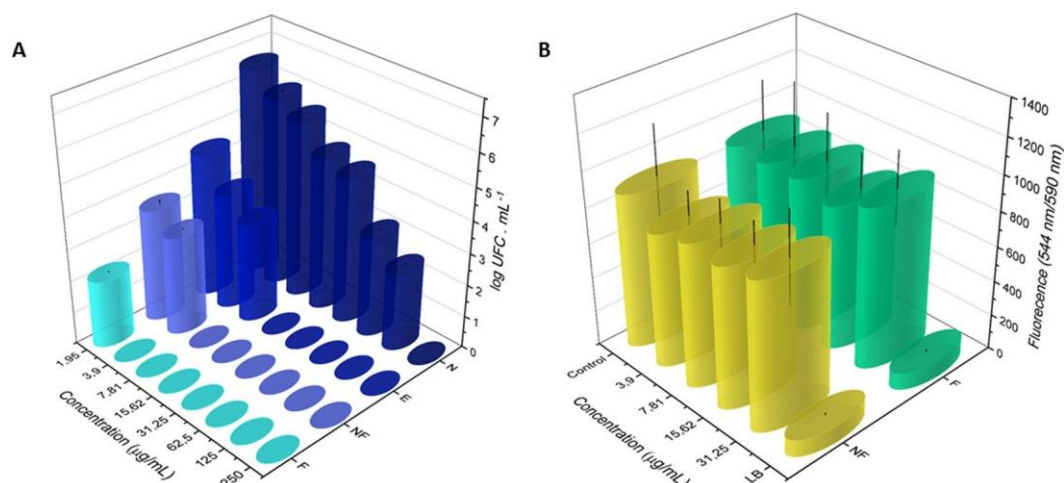 A
7
6
5
4
3
2
1
0
log UFC . mL⁻¹
1,95
3,9
7,81
15,62
31,25
62,5
125
250
Concentration (µg/mL)
N
E
NF
F
B
1400
1200
1000
800
600
400
200
0
Fluorecence (544 nm/590 nm)
Control
3,9
7,81
15,62
31,25
LB
Concentration (µg/mL)
F
NF